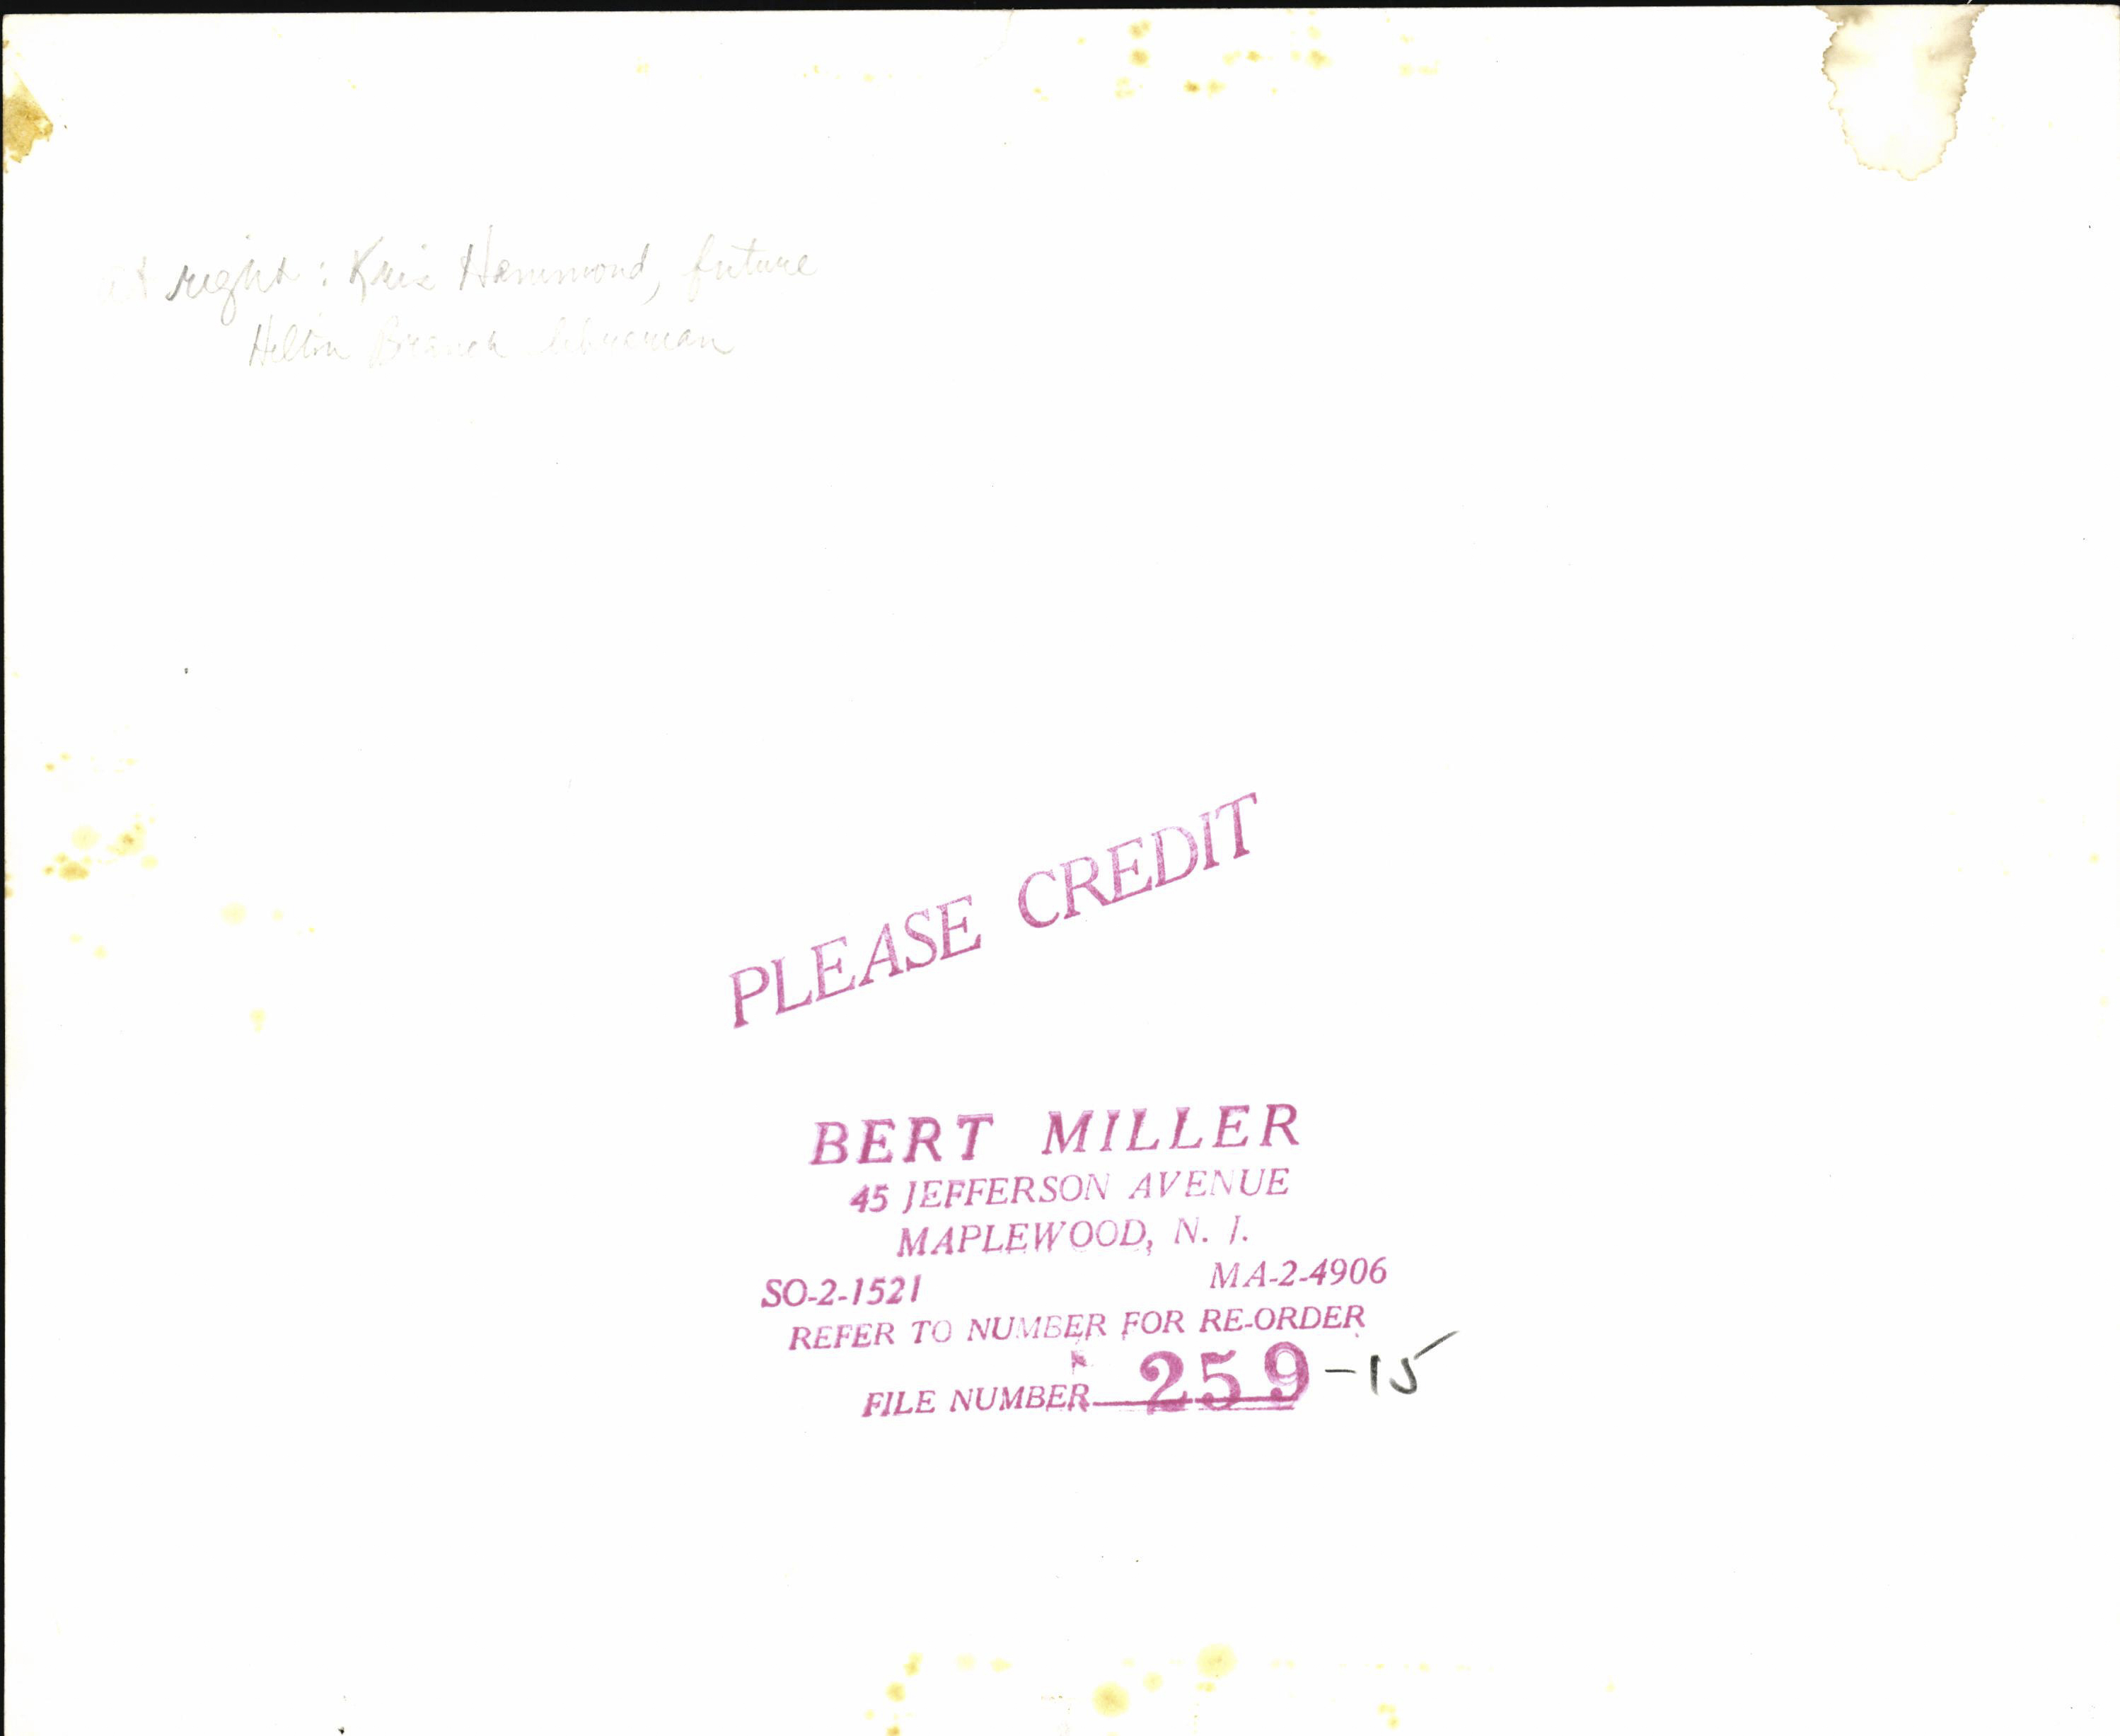 at right: Kris Hammond, future
Hilton Branch
PLEASE CREDIT
BERT MILLER
45 JEFFERSON AVENUE
MAPLEWOOD, N. J.
SO-2-1521 MA-2-4906
REFER TO NUMBER FOR RE-ORDER
FILE NUMBER 259-15